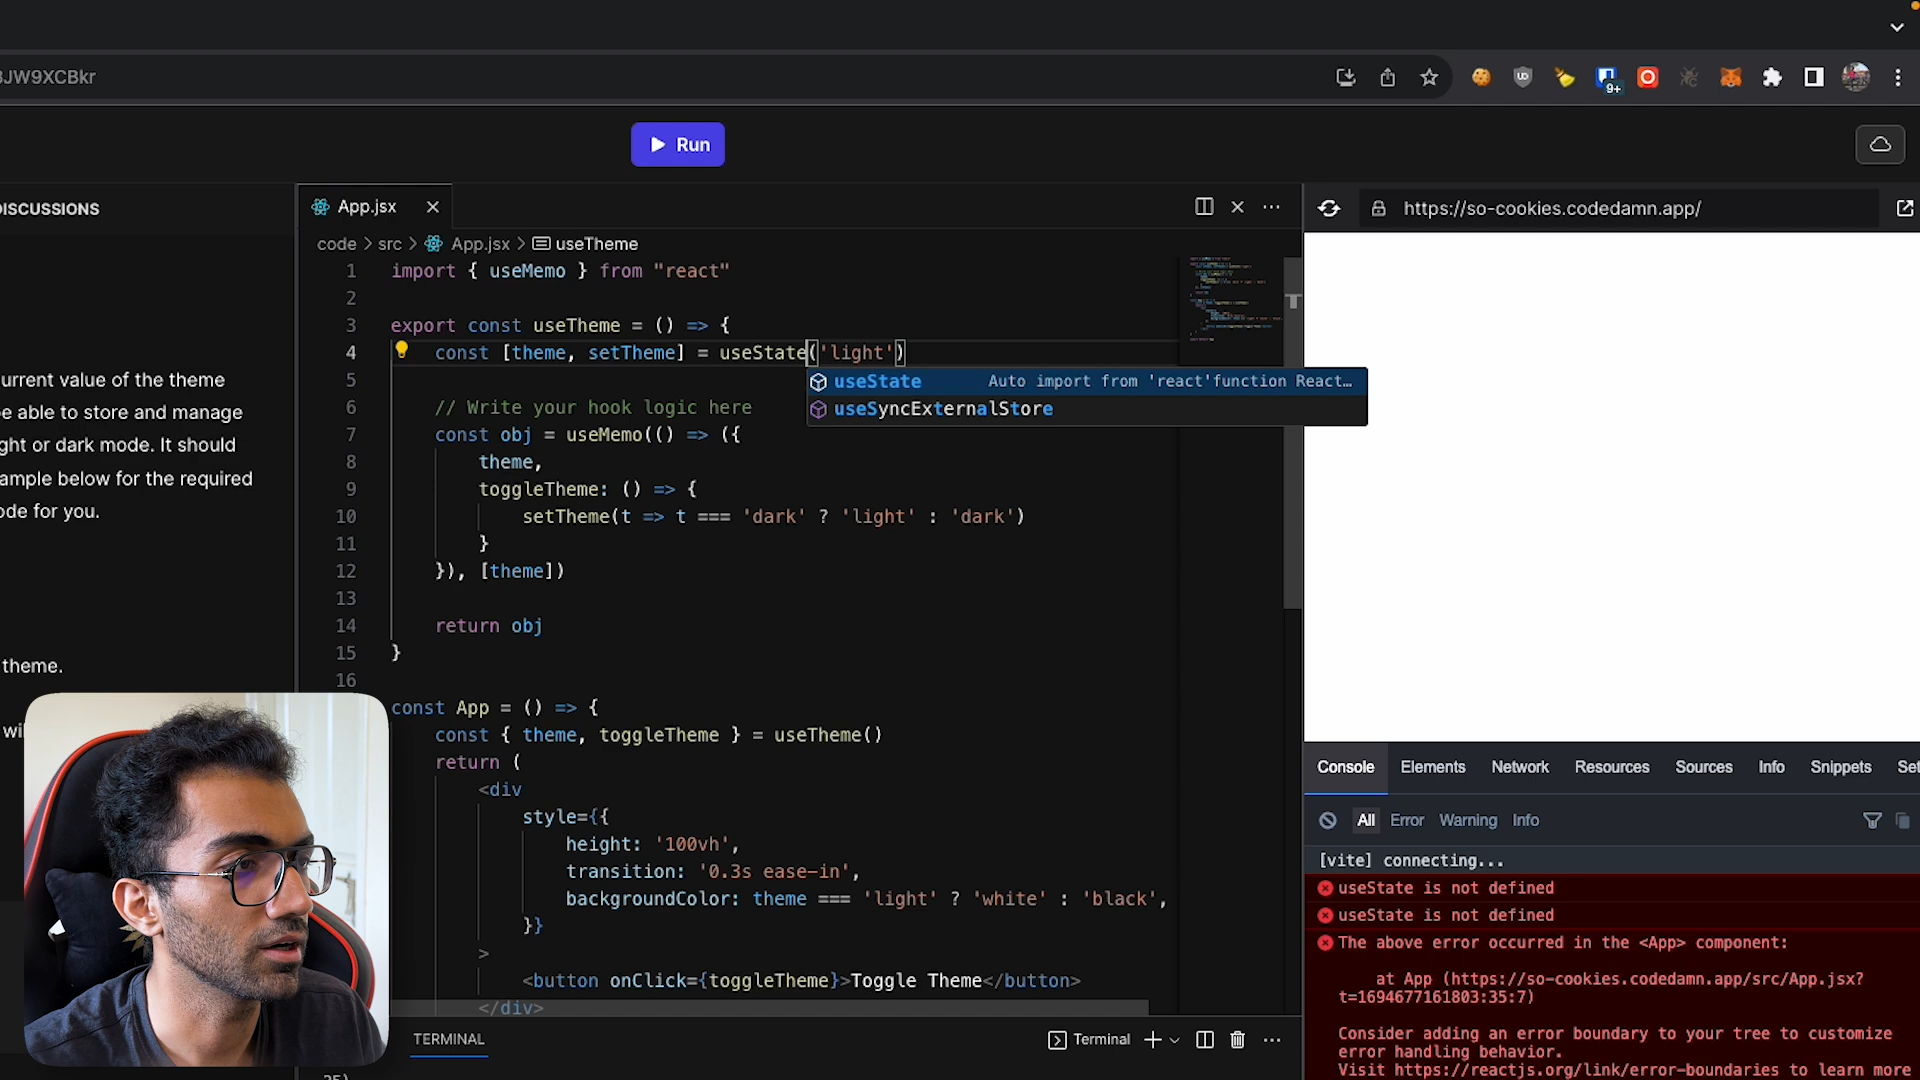 3JW9XCBkr
9+
Run
DISCUSSIONS
App.jsx
https://so-cookies.codedamn.app/
code > src > App.jsx > useTheme
1 import { useMemo } from "react"
2
3 export const useTheme = () => {
4 const [theme, setTheme] = useState('light')
5
useState Auto import from 'react'function React…
useSyncExternalStore
6 // Write your hook logic here
7 const obj = useMemo(() => ({
8 theme,
9 toggleTheme: () => {
10 setTheme(t => t === 'dark' ? 'light' : 'dark')
11 }
12 }), [theme])
13
14 return obj
15 }
16
const App = () => {
const { theme, toggleTheme } = useTheme()
return (
<div
style={{
height: '100vh',
transition: '0.3s ease-in',
backgroundColor: theme === 'light' ? 'white' : 'black',
}}
>
<button onClick={toggleTheme}>Toggle Theme</button>
</div>
urrent value of the theme
e able to store and manage
ght or dark mode. It should
ample below for the required
ode for you.
theme.
wil
TERMINAL
Terminal
Console Elements Network Resources Sources Info Snippets Set
All Error Warning Info
[vite] connecting...
useState is not defined
useState is not defined
The above error occurred in the <App> component:
at App (https://so-cookies.codedamn.app/src/App.jsx?
t=1694677161803:35:7)
Consider adding an error boundary to your tree to customize
error handling behavior.
Visit https://reactjs.org/link/error-boundaries to learn more